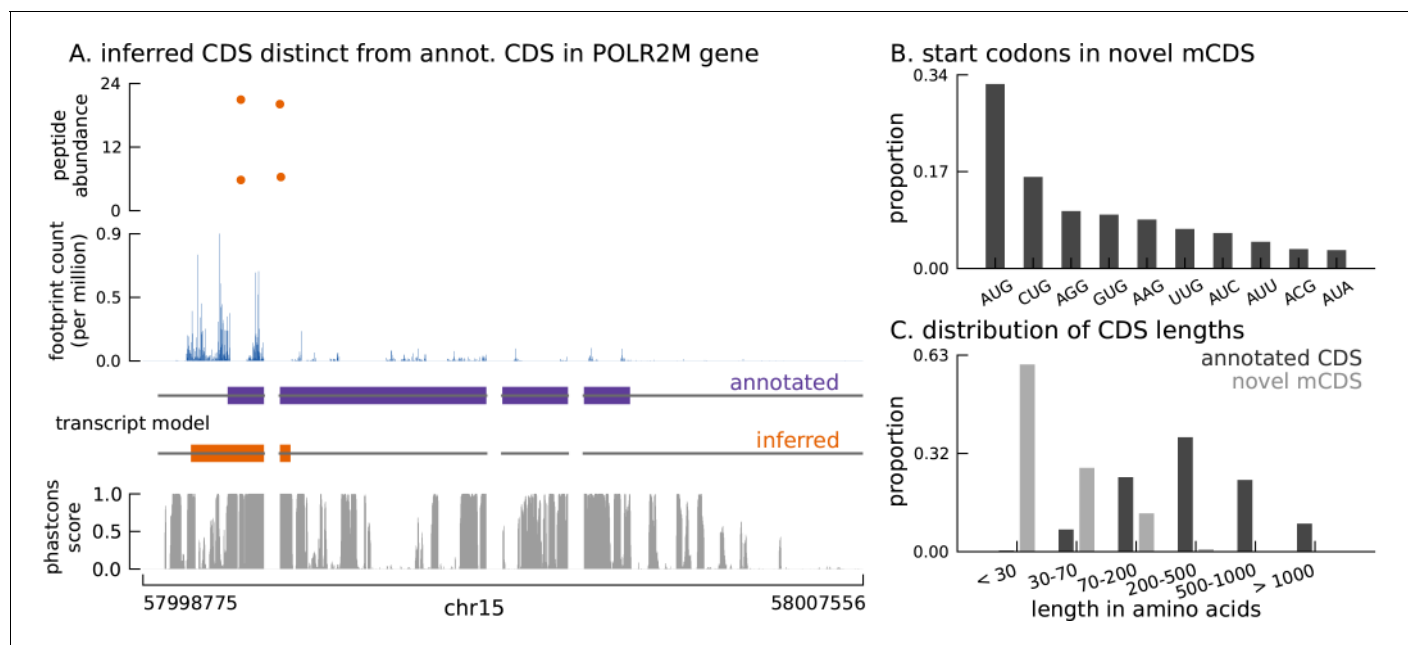 A. inferred CDS distinct from annot. CDS in POLR2M gene
24
12
0
peptide
abundance
0.9
0.5
0.0
footprint count
(per million)
annotated
transcript model
inferred
1.0
0.5
0.0
phastcons
score
57998775
chr15
58007556
B. start codons in novel mCDS
0.34
0.17
0.00
proportion
AUG
CUG
AGG
GUG
AAG
UUG
AUC
AUU
ACG
AUA
C. distribution of CDS lengths
annotated CDS
novel mCDS
0.63
0.32
0.00
proportion
< 30
30-70
70-200
200-500
500-1000
> 1000
length in amino acids